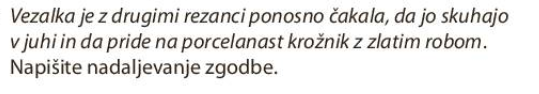 Vezalka je z drugimi rezanci ponosno čakala, da jo skuhajo
v juhi in da pride na porcelanast krožnik z zlatim robom.
Napišite nadaljevanje zgodbe.